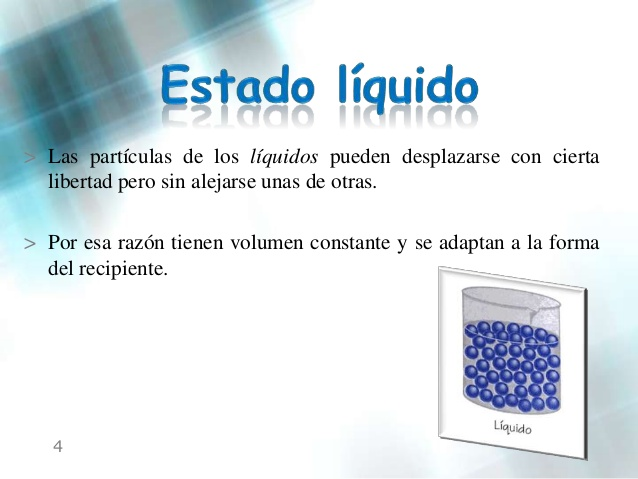 Estado líquido
> Las partículas de los líquidos pueden desplazarse con cierta
libertad pero sin alejarse unas de otras.
> Por esa razón tienen volumen constante y se adaptan a la forma
del recipiente.
Líquido
4